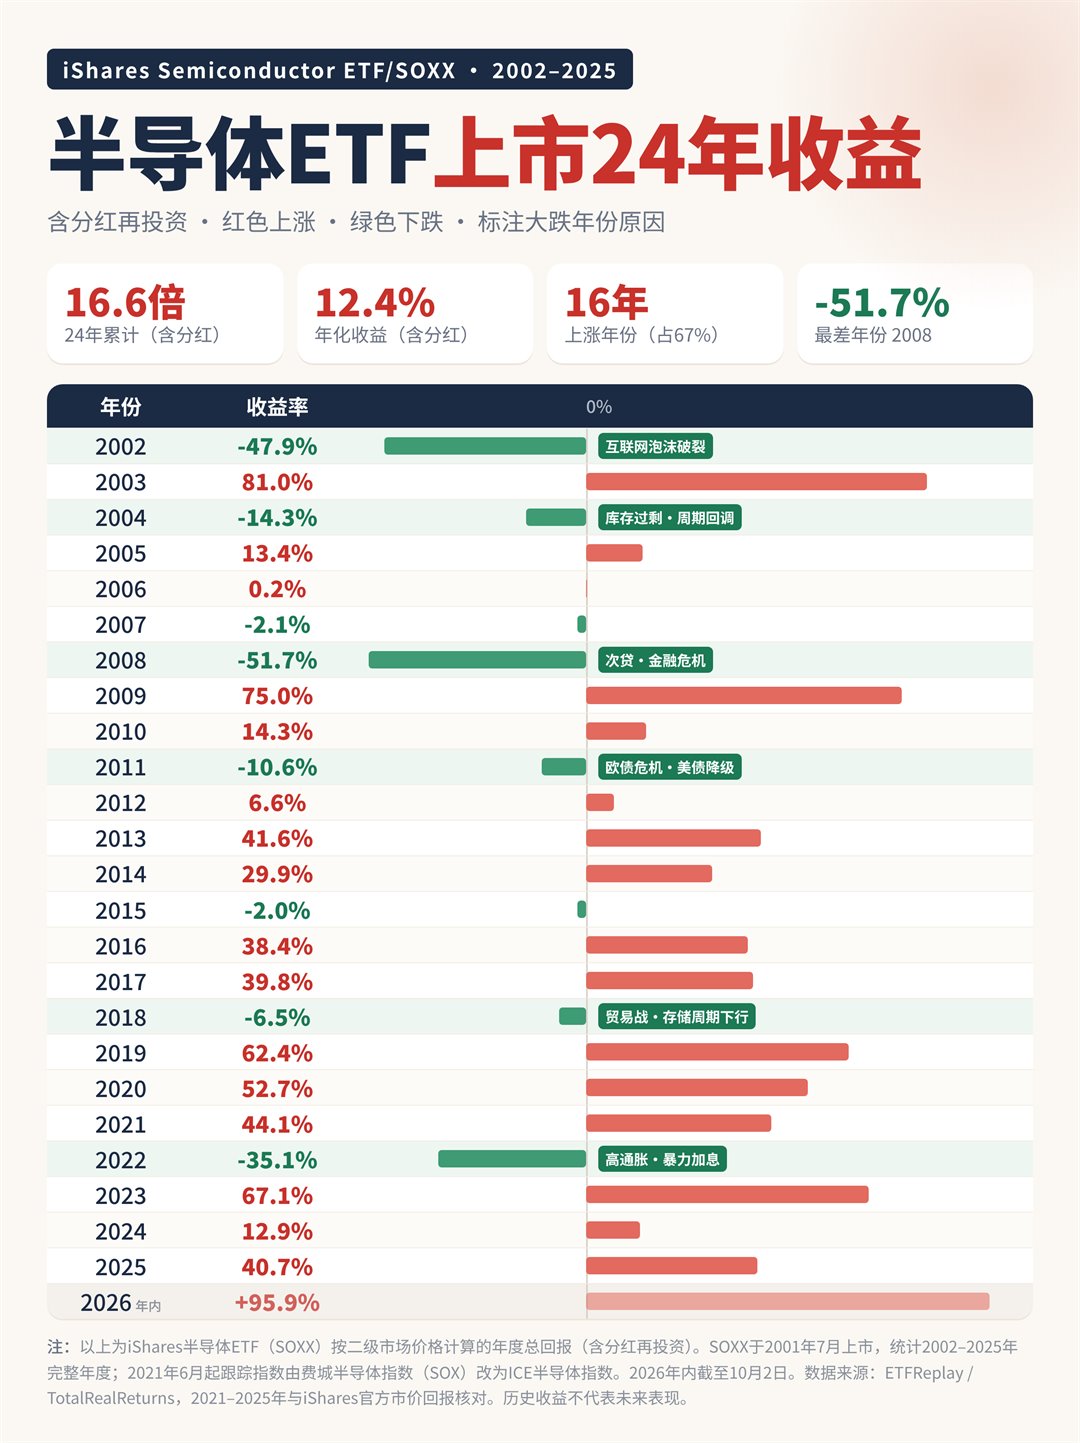 iShares Semiconductor ETF/SOXX • 2002–2025
半导体ETF上市24年收益
含分红再投资 • 红色上涨 • 绿色下跌 • 标注大跌年份原因
16.6倍
24年累计（含分红）
12.4%
年化收益（含分红）
16年
上涨年份（占67%）
-51.7%
最差年份 2008
年份 收益率 0%
2002 -47.9% 互联网泡沫破裂
2003 81.0%
2004 -14.3% 库存过剩·周期回调
2005 13.4%
2006 0.2%
2007 -2.1%
2008 -51.7% 次贷·金融危机
2009 75.0%
2010 14.3%
2011 -10.6% 欧债危机·美债降级
2012 6.6%
2013 41.6%
2014 29.9%
2015 -2.0%
2016 38.4%
2017 39.8%
2018 -6.5% 贸易战·存储周期下行
2019 62.4%
2020 52.7%
2021 44.1%
2022 -35.1% 高通胀·暴力加息
2023 67.1%
2024 12.9%
2025 40.7%
2026 年内 +95.9%
注：以上为iShares半导体ETF（SOXX）按二级市场价格计算的年度总回报（含分红再投资）。SOXX于2001年7月上市，统计2002–2025年
完整年度；2021年6月起跟踪指数由费城半导体指数（SOX）改为ICE半导体指数。2026年内截至10月2日。数据来源：ETFReplay /
TotalRealReturns，2021–2025年与iShares官方市价回报核对。历史收益不代表未来表现。